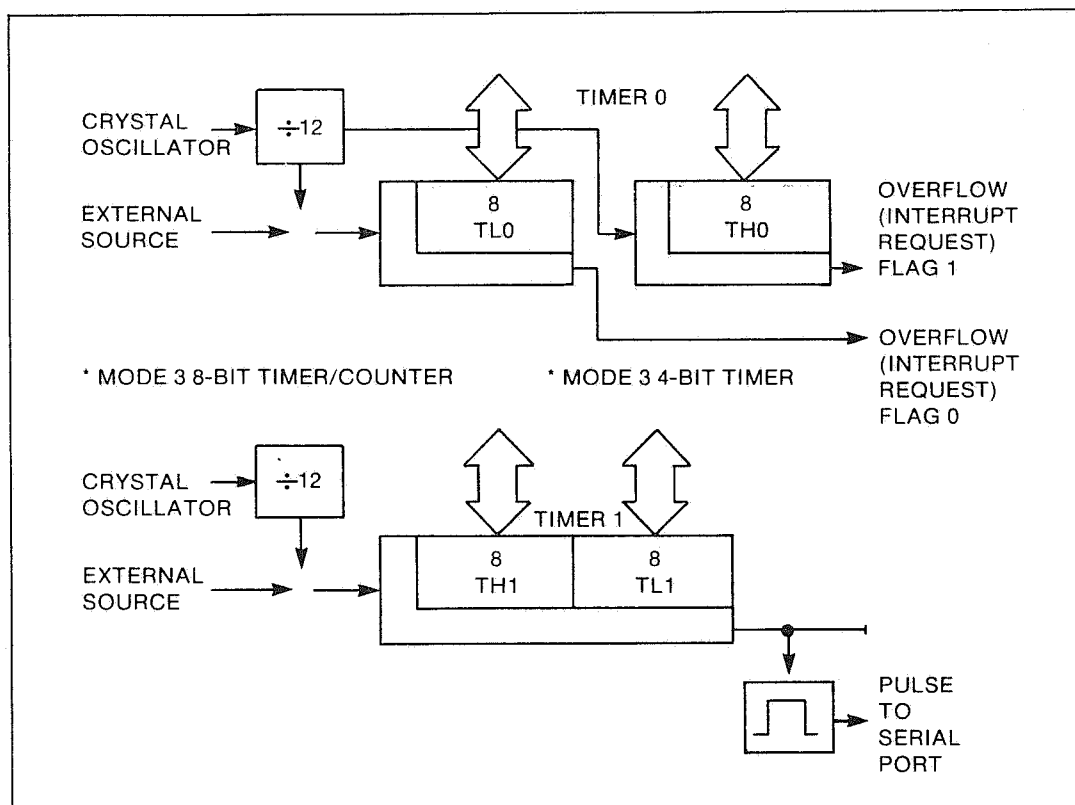 TIMER 0
CRYSTAL
OSCILLATOR
÷12
EXTERNAL
SOURCE
8
TL0
8
TH0
OVERFLOW
(INTERRUPT
REQUEST)
FLAG 1
OVERFLOW
(INTERRUPT
REQUEST)
FLAG 0
* MODE 3 8-BIT TIMER/COUNTER
* MODE 3 4-BIT TIMER
CRYSTAL
OSCILLATOR
÷12
TIMER 1
EXTERNAL
SOURCE
8
TH1
8
TL1
PULSE
TO
SERIAL
PORT